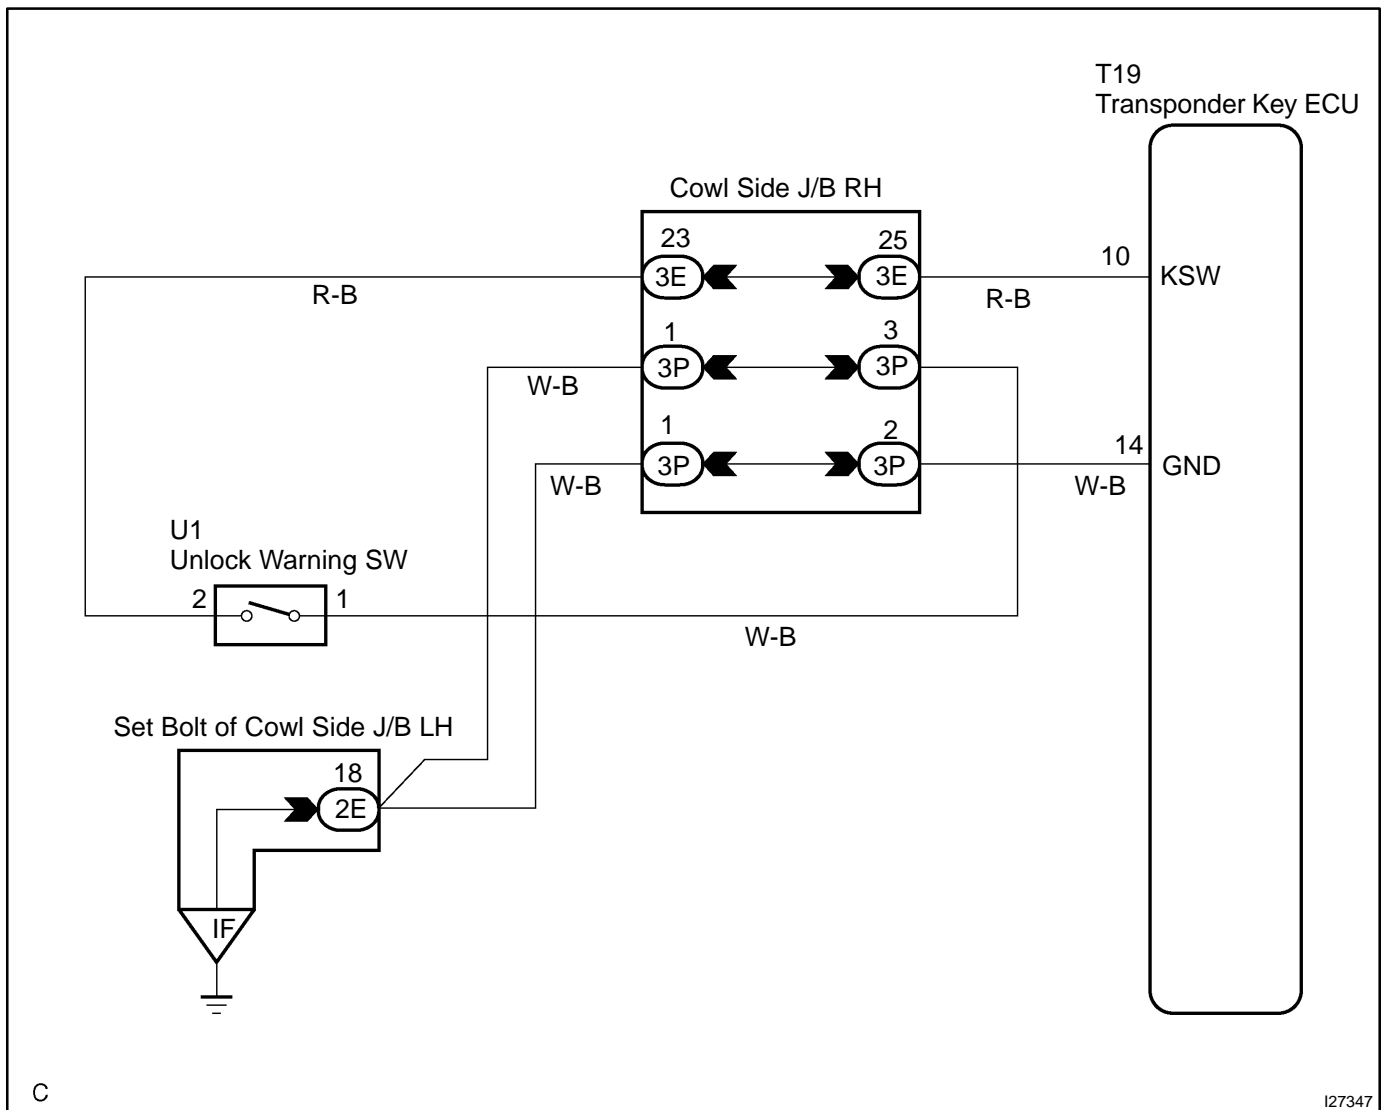 T19
Transponder Key ECU
Cowl Side J/B RH
23
25
3E
3E
10
KSW
R-B
R-B
1
3
3P
3P
W-B
1
2
3P
3P
14
GND
W-B
W-B
U1
Unlock Warning SW
2
1
W-B
Set Bolt of Cowl Side J/B LH
18
2E
IF
C
I27347